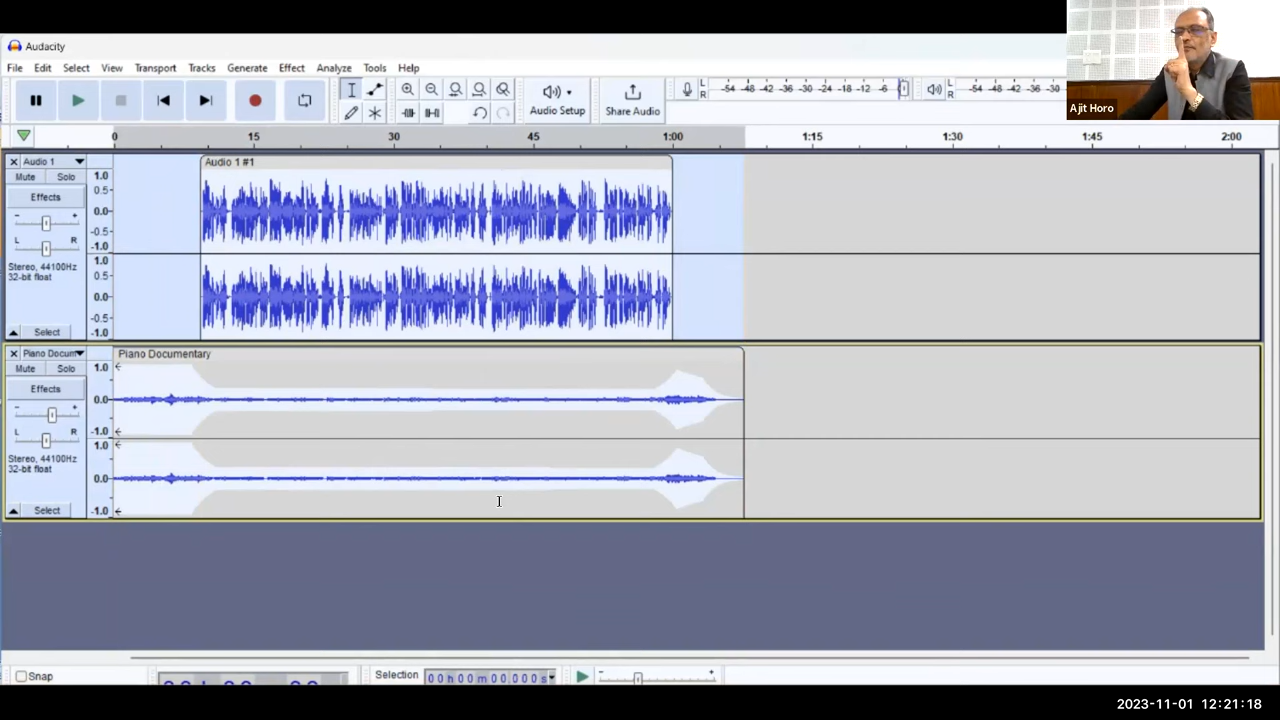 Audacity
File Edit Select View Transport Tracks Generate Effect Analyze Tools Help
Audio Setup
Share Audio
L
R
-54 -48 -42 -36 -30 -24 -18 -12 -6
L
R
-54 -48 -42 -36 -30
Ajit Horo
0 15 30 45 1:00 1:15 1:30 1:45 2:00
Audio 1
Mute Solo
Effects
- +
L R
Stereo, 44100Hz
32-bit float
Select
1.0
0.5
0.0
-0.5
-1.0
1.0
0.5
0.0
-0.5
-1.0
Audio 1 #1
Piano Docum
Mute Solo
Effects
- +
L R
Stereo, 44100Hz
32-bit float
Select
1.0
0.0
-1.0
1.0
0.0
-1.0
Piano Documentary
Snap
Selection
00h00m00.000s
- +
2023-11-01 12:21:18